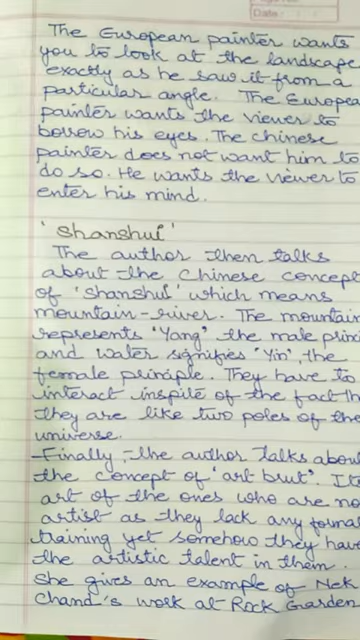 Date:
The European painter wants
you to look at the landscape
exactly as he saw it from a
particular angle. The Europea
painter wants the viewer to
borrow his eyes. The Chinese
painter does not want him to
do so. He wants the viewer to
enter his mind.
'Shanshui'
The author then talks
about the Chinese concept
of 'Shanshui' which means
mountain-river. The mountain
represents 'Yang' the male princ
and water signifies 'Yin', the
female principle. They have to
interact inspite of the fact th
they are like two poles of the
universe.
Finally the author talks about
the concept of 'art brut'. Its
art of the ones who are no
artist as they lack any formal
training yet somehow they have
the artistic talent in them.
She gives an example of Nek
Chand's work at Rock Garden